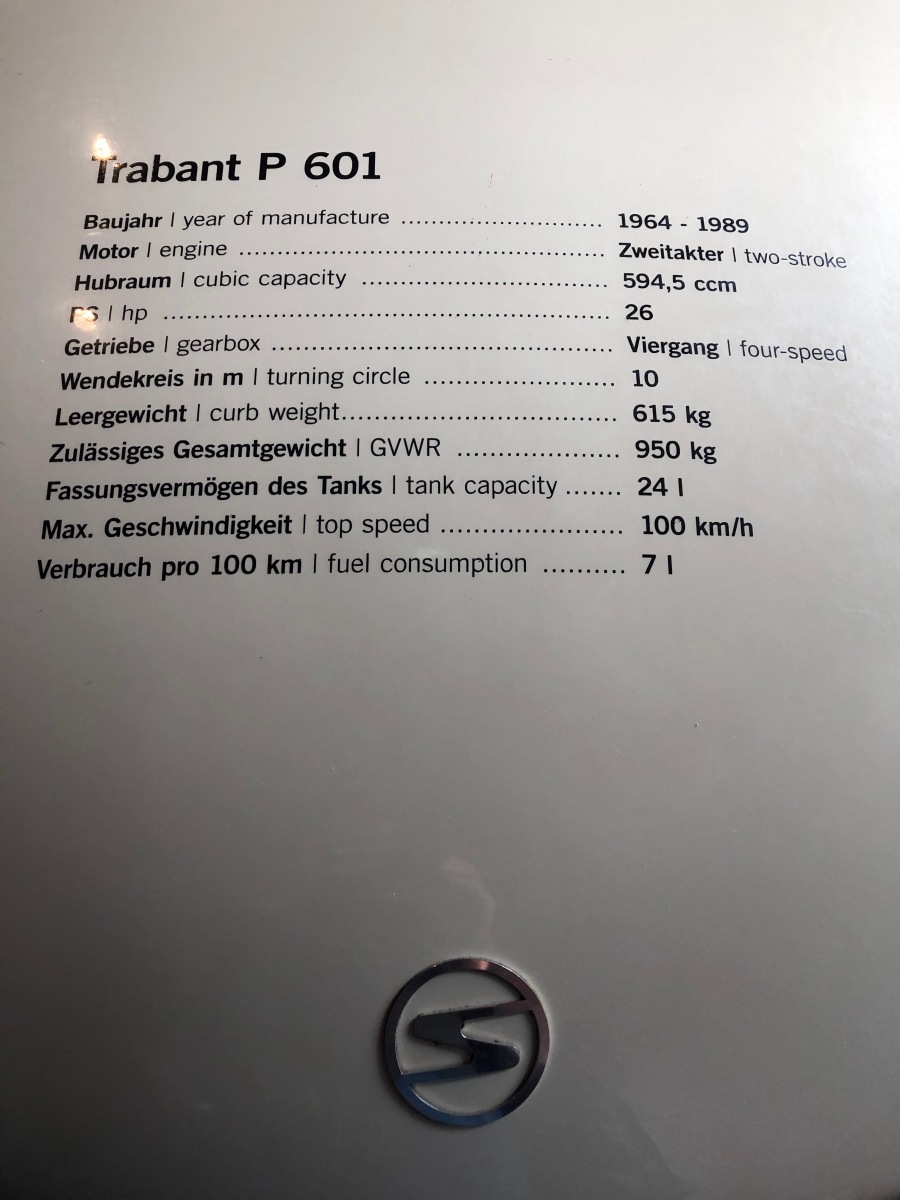 Trabant P 601
Baujahr | year of manufacture ........................... 1964 - 1989
Motor | engine ................................................ Zweitakter | two-stroke
Hubraum | cubic capacity ................................. 594,5 ccm
PS | hp ........................................................... 26
Getriebe | gearbox ............................................. Viergang | four-speed
Wendekreis in m | turning circle ......................... 10
Leergewicht | curb weight.................................... 615 kg
Zulässiges Gesamtgewicht | GVWR .................... 950 kg
Fassungsvermögen des Tanks | tank capacity ....... 24 l
Max. Geschwindigkeit | top speed ...................... 100 km/h
Verbrauch pro 100 km | fuel consumption .......... 7 l
S